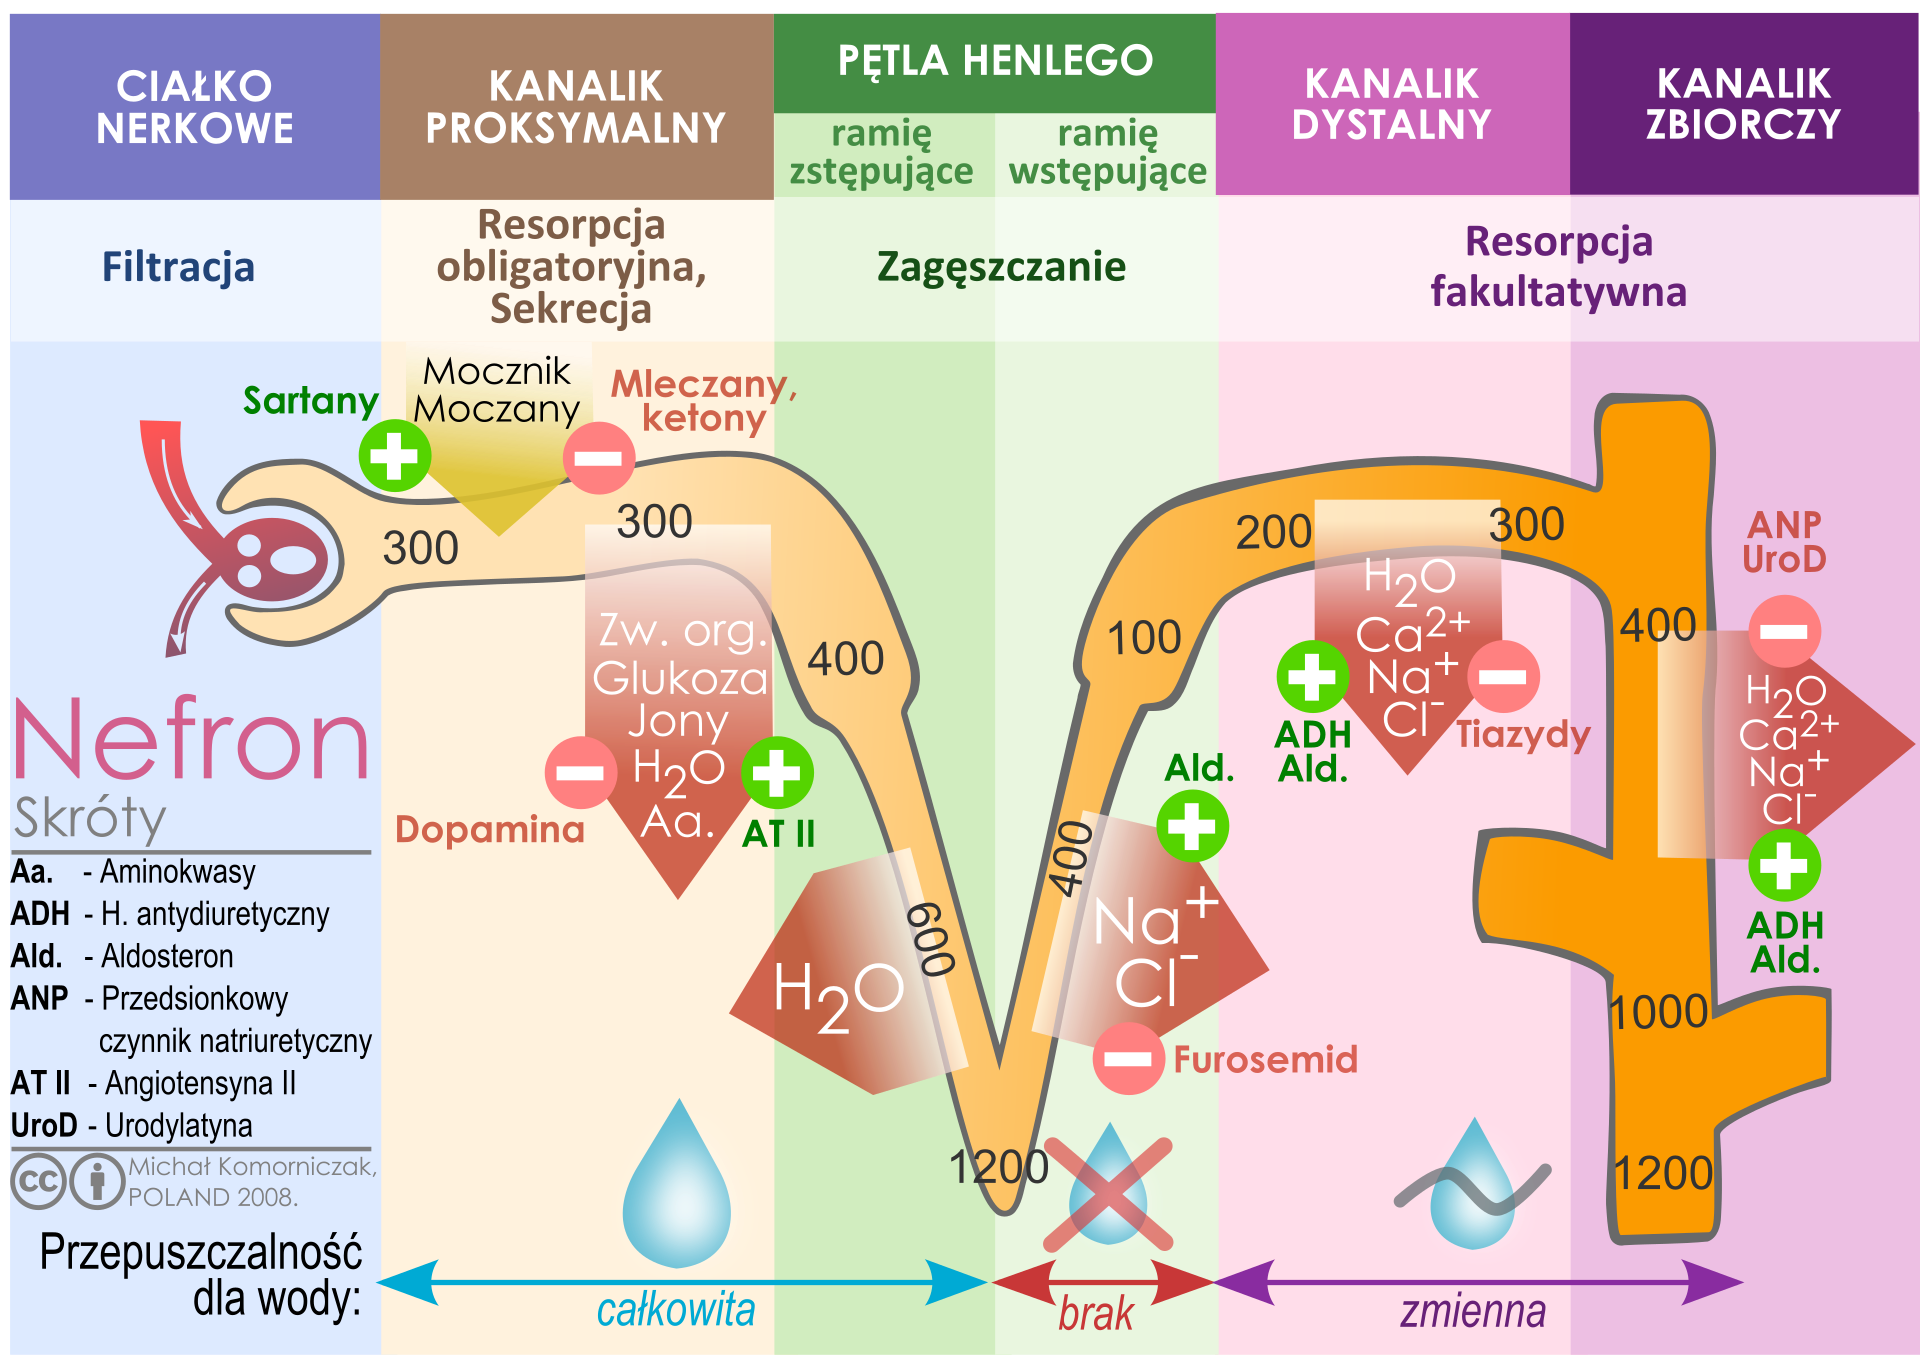 CIAŁKO
NERKOWE
KANALIK
PROKSYMALNY
PĘTLA HENLEGO
ramię
zstępujące
ramię
wstępujące
KANALIK
DYSTALNY
KANALIK
ZBIORCZY
Filtracja
Resorpcja
obligatoryjna,
Sekrecja
Zagęszczanie
Resorpcja
fakultatywna
Sartany
Mocznik
Moczany
Mleczany,
ketony
300
300
400
600
1200
400
100
200
300
400
1000
1200
Zw. org.
Glukoza
Jony
H2O
Aa.
Dopamina
AT II
H2O
Na+
Cl-
Ald.
Furosemid
H2O
Ca2+
Na+
Cl-
ADH
Ald.
Tiazydy
ANP
UroD
H2O
Ca2+
Na+
Cl-
ADH
Ald.
Nefron
Skróty
Aa. - Aminokwasy
ADH - H. antydiuretyczny
Ald. - Aldosteron
ANP - Przedsionkowy
czynnik natriuretyczny
AT II - Angiotensyna II
UroD - Urodylatyna
cc
Michał Komorniczak,
POLAND 2008.
Przepuszczalność
dla wody:
całkowita
brak
zmienna